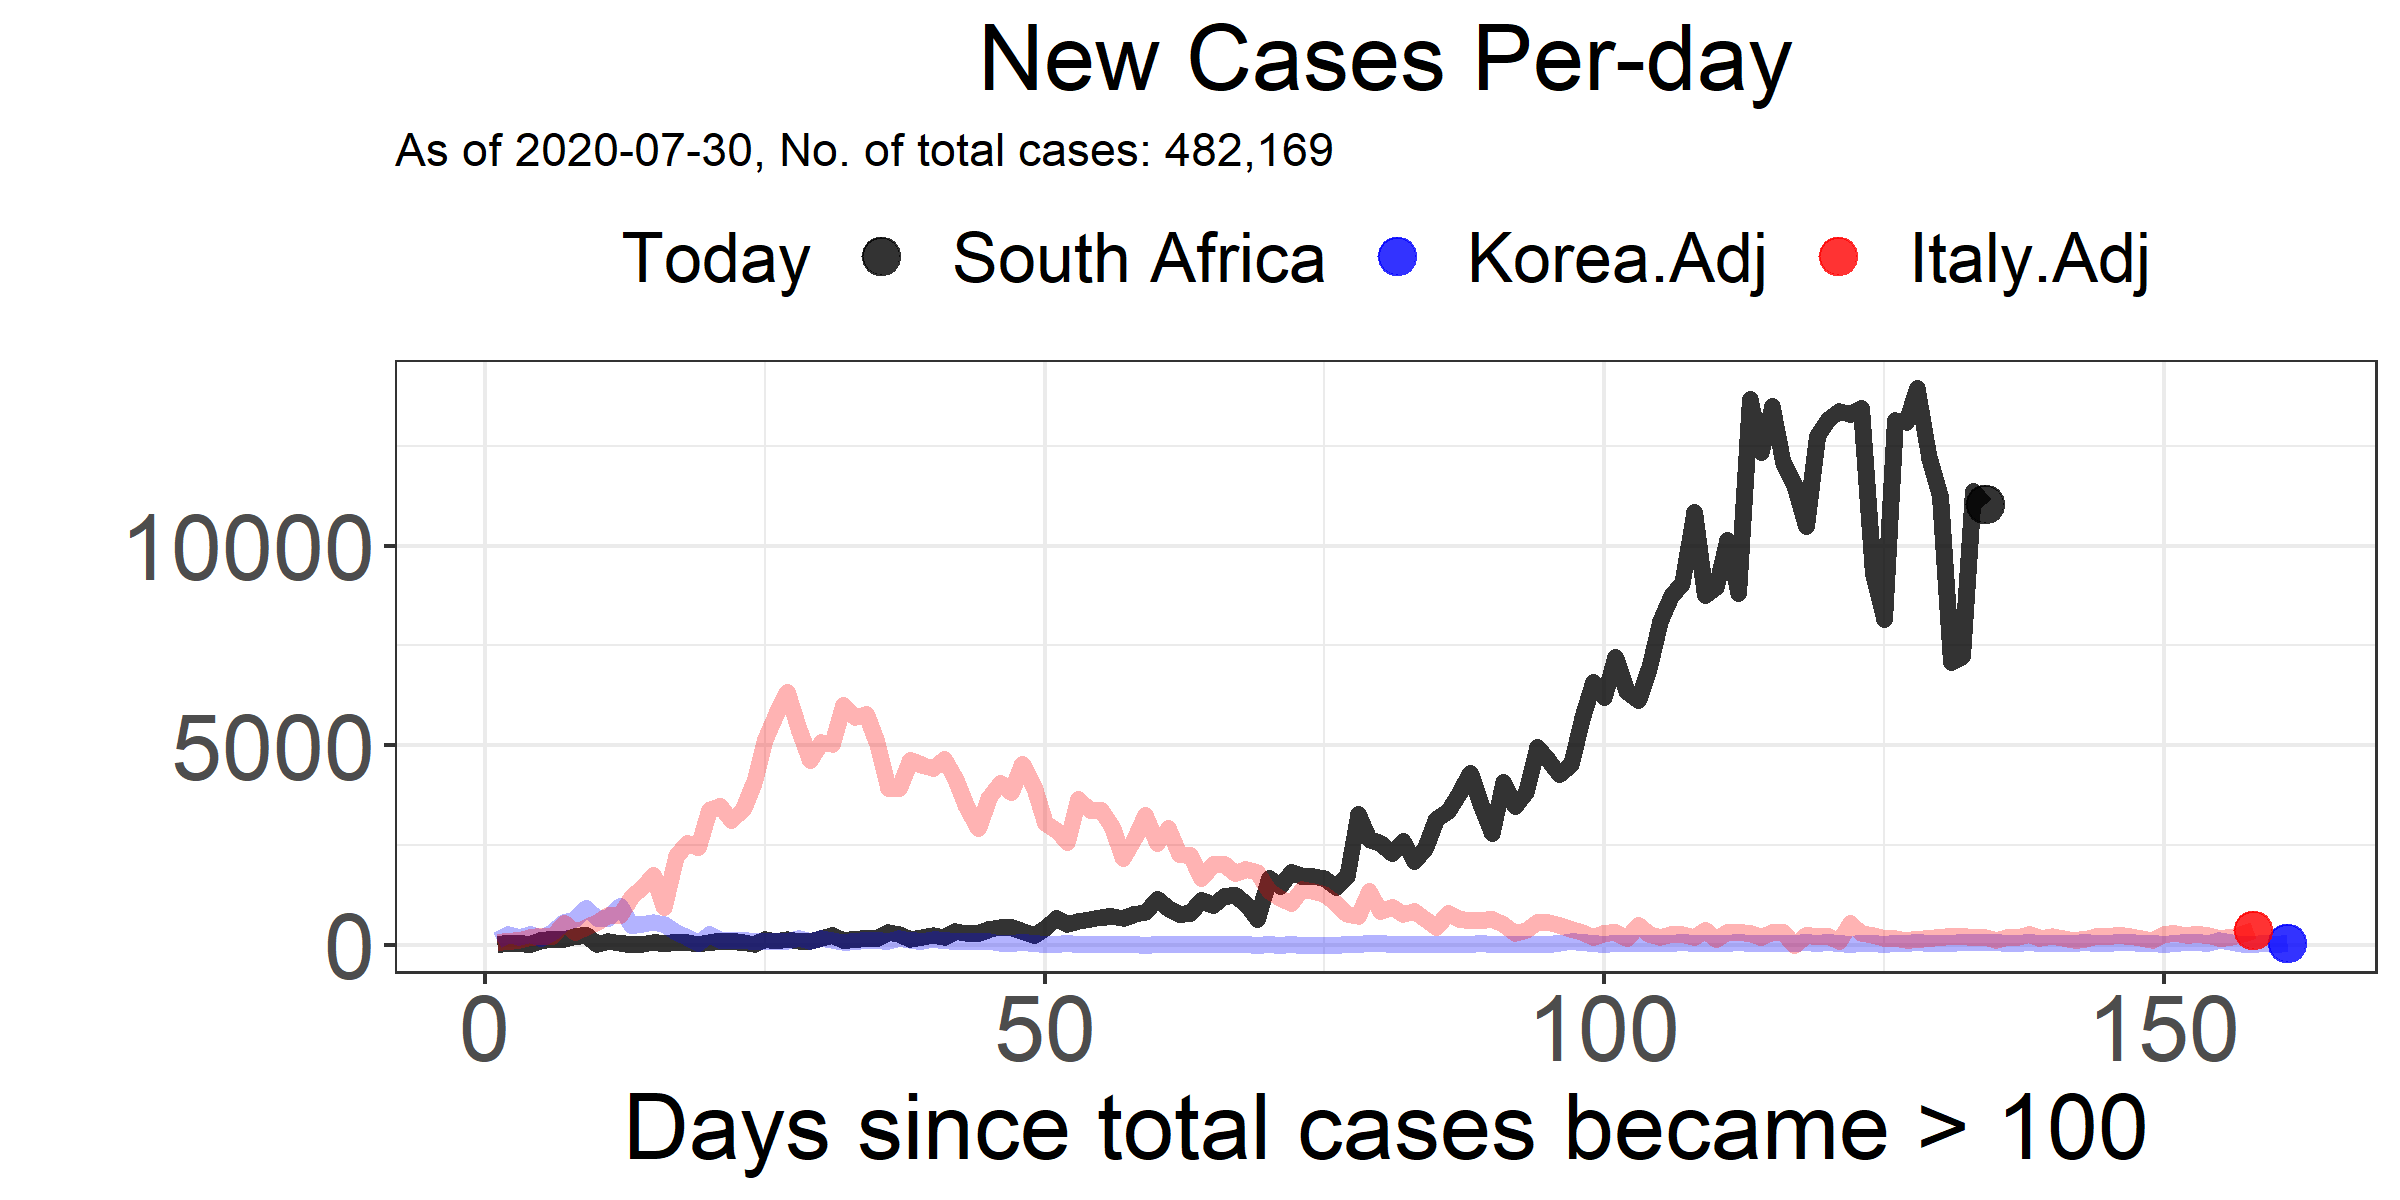 New Cases Per-day
As of 2020-07-30, No. of total cases: 482,169
Today South Africa Korea.Adj Italy.Adj
10000
5000
0
0 50 100 150
Days since total cases became > 100